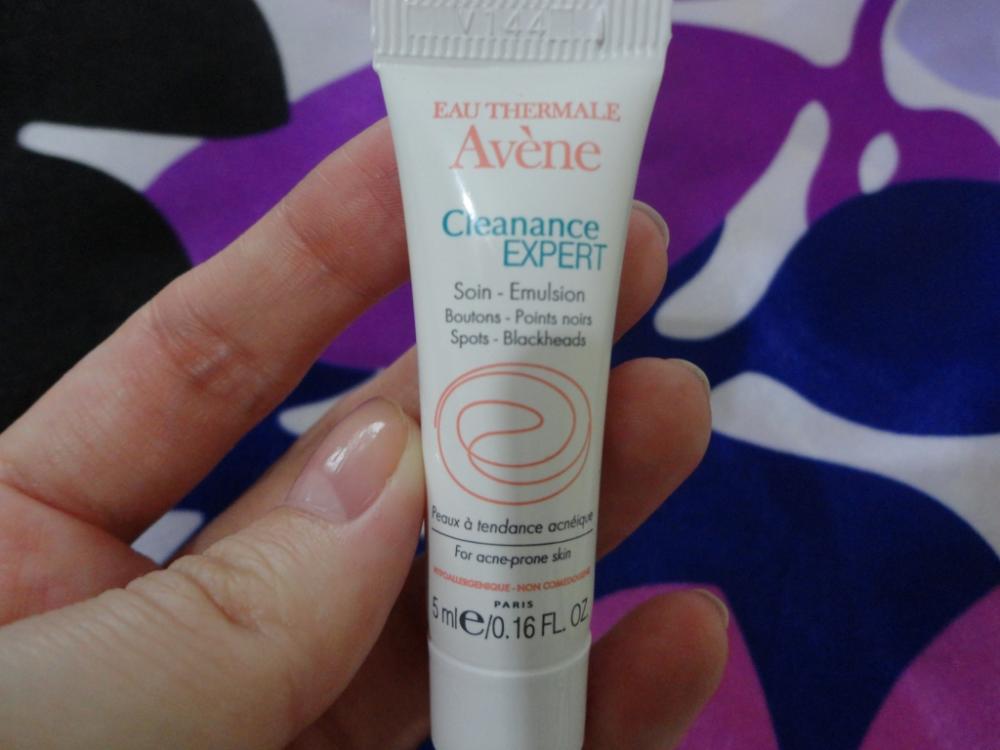 V144
EAU THERMALE
Avène
Cleanance
EXPERT
Soin - Emulsion
Boutons - Points noirs
Spots - Blackheads
Peaux à tendance acnéique
For acne-prone skin
HYPOALLERGENIQUE - NON COMEDOGENE
PARIS
5 ml e/0.16 FL. OZ.